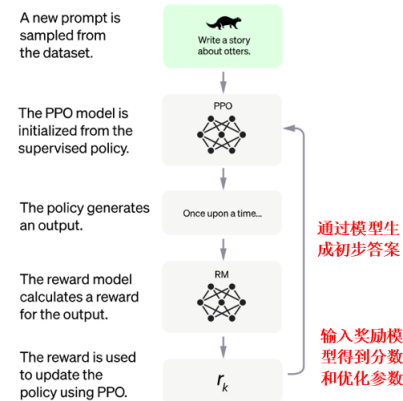 A new prompt is
sampled from
the dataset.
Write a story
about otters.
The PPO model is
initialized from the
supervised policy.
PPO
The policy generates
an output.
Once upon a time...
通过模型生
成初步答案
The reward model
calculates a reward
for the output.
RM
输入奖励模
型得到分数
和优化参数
The reward is used
to update the
policy using PPO.
rk